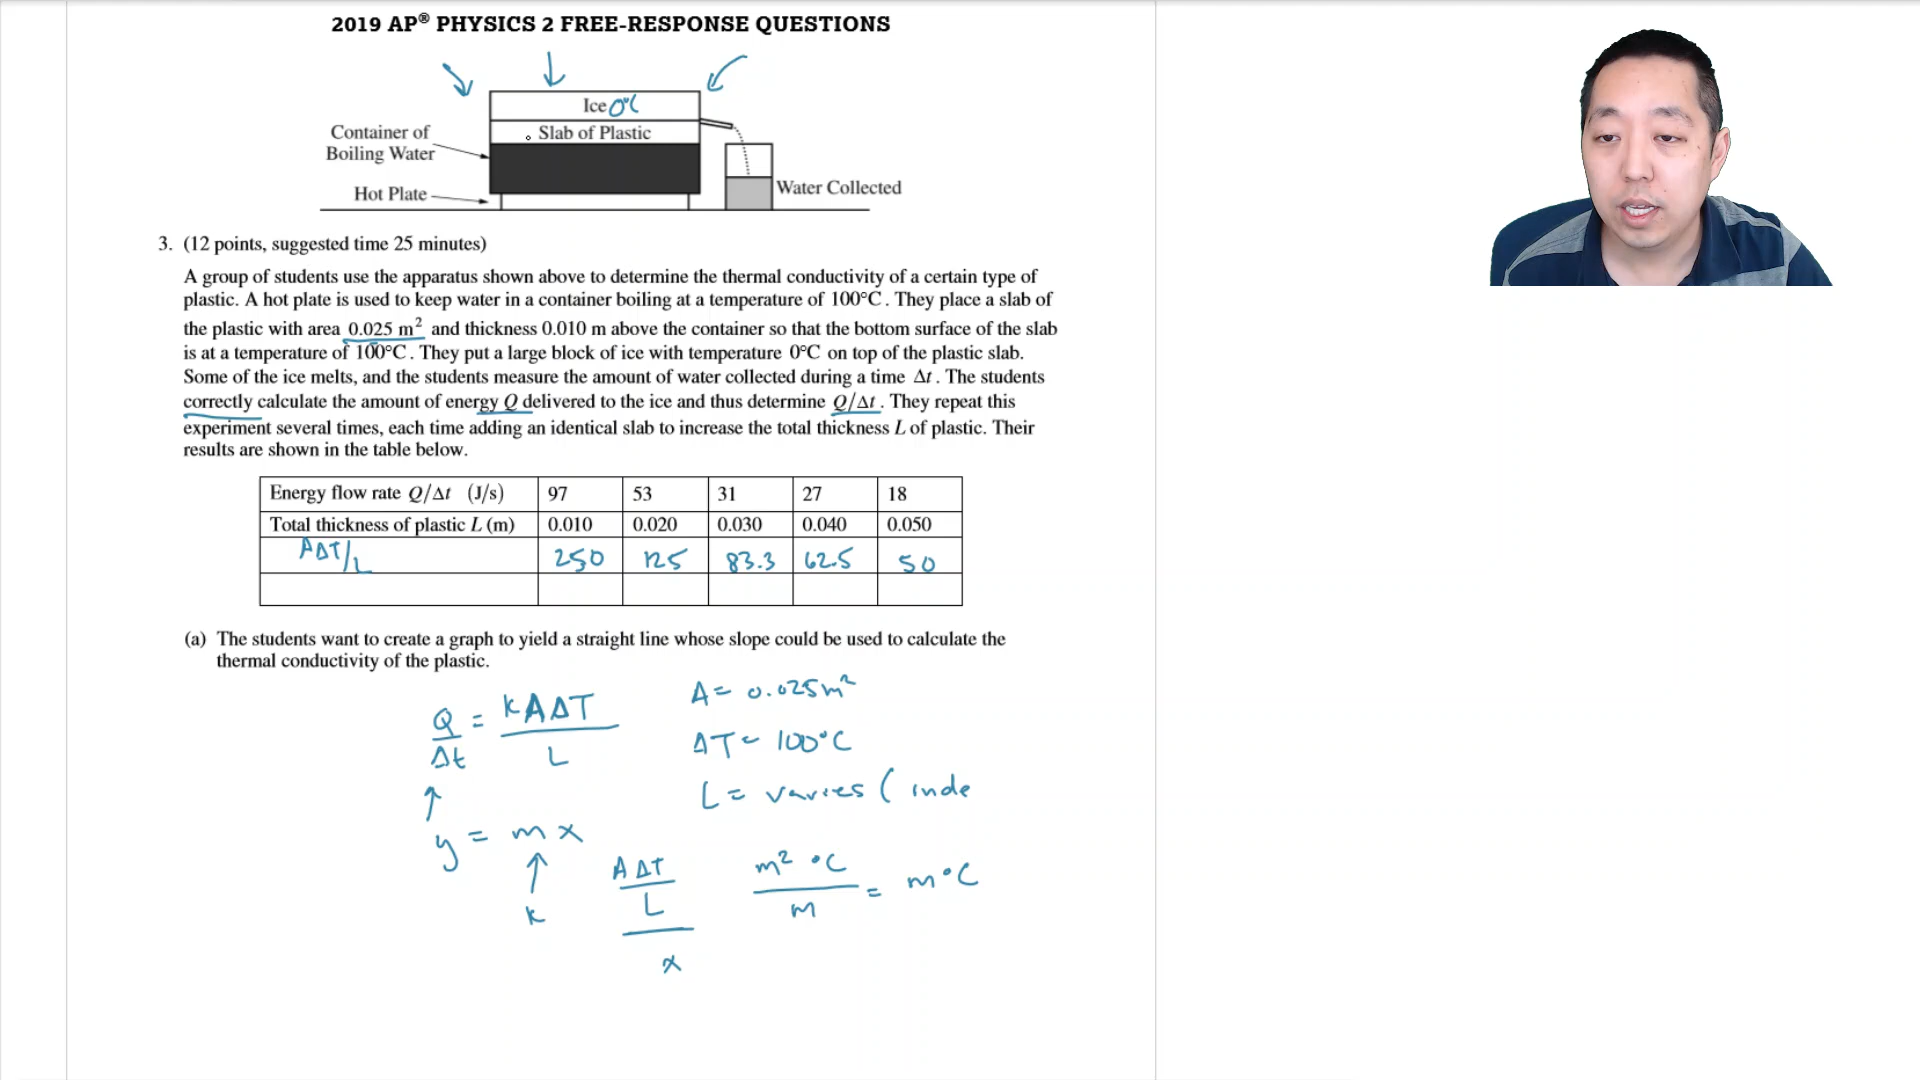 2019 AP® PHYSICS 2 FREE-RESPONSE QUESTIONS
Ice 0°C
Slab of Plastic
Container of
Boiling Water
Hot Plate
Water Collected
3. (12 points, suggested time 25 minutes)
A group of students use the apparatus shown above to determine the thermal conductivity of a certain type of
plastic. A hot plate is used to keep water in a container boiling at a temperature of 100°C. They place a slab of
the plastic with area 0.025 m² and thickness 0.010 m above the container so that the bottom surface of the slab
is at a temperature of 100°C. They put a large block of ice with temperature 0°C on top of the plastic slab.
Some of the ice melts, and the students measure the amount of water collected during a time Δt. The students
correctly calculate the amount of energy Q delivered to the ice and thus determine Q/Δt. They repeat this
experiment several times, each time adding an identical slab to increase the total thickness L of plastic. Their
results are shown in the table below.
Energy flow rate Q/Δt (J/s) 97 53 31 27 18
Total thickness of plastic L (m) 0.010 0.020 0.030 0.040 0.050
AΔT/L 250 125 83.3 62.5 50
(a) The students want to create a graph to yield a straight line whose slope could be used to calculate the
thermal conductivity of the plastic.
Q/Δt = kAΔT/L
A = 0.025m²
ΔT = 100°C
L = varies ( inde
y = mx
k
AΔT/L
x
m² °C/m = m°C